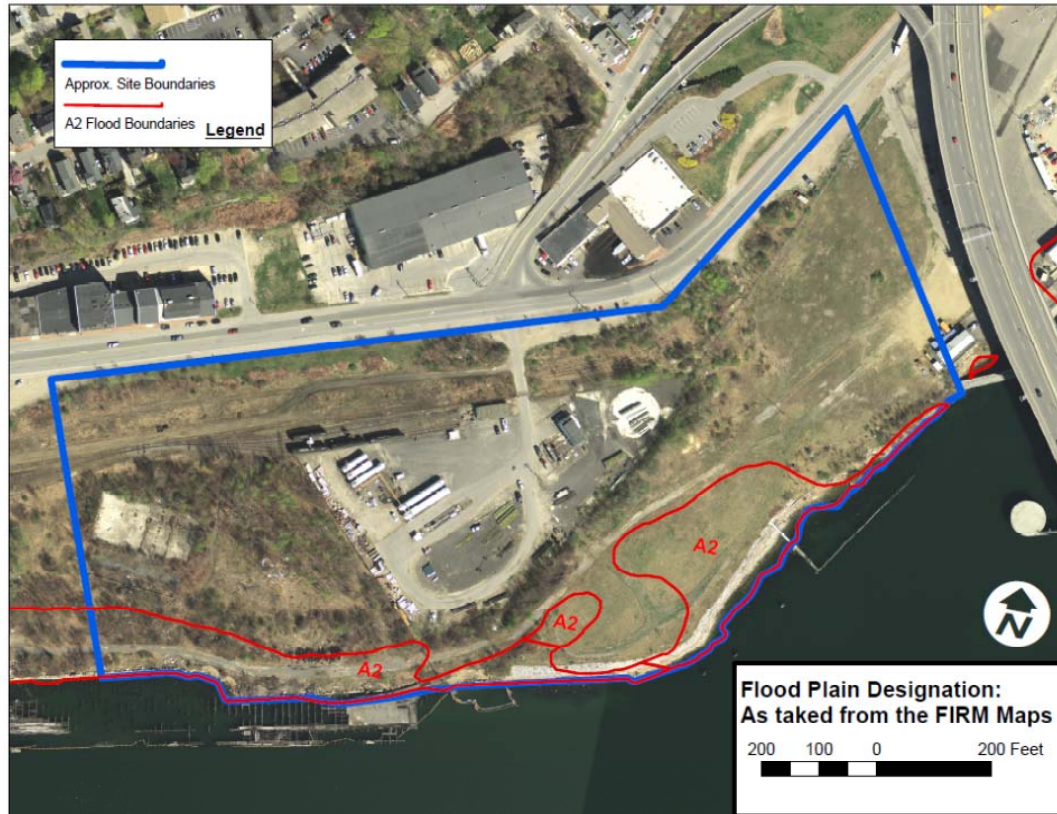 Approx. Site Boundaries
A2 Flood Boundaries
Legend
A2
A2
A2
N
Flood Plain Designation:
As taked from the FIRM Maps
200 100 0 200 Feet